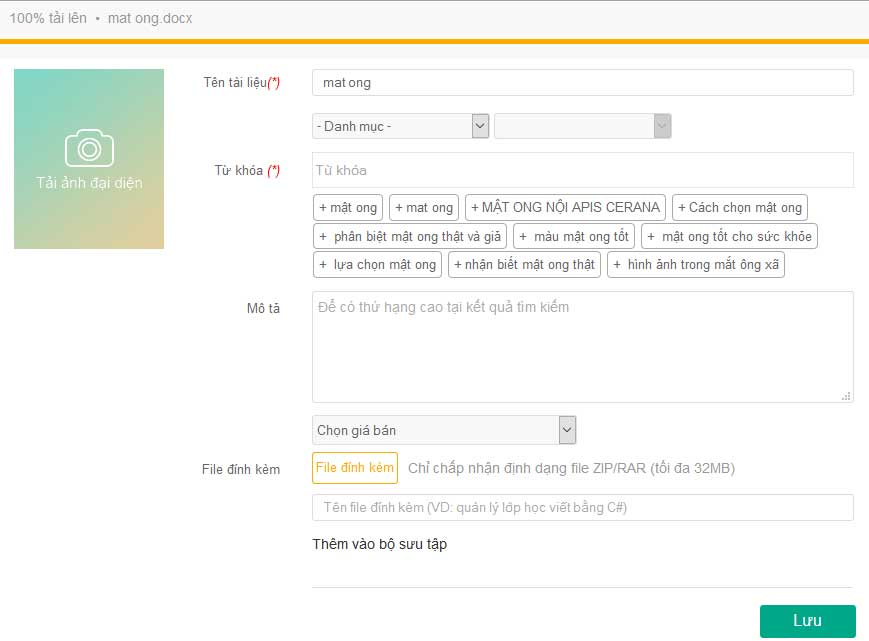 100% tải lên • mat ong.docx
Tên tài liệu(*) mat ong
- Danh mục -
Từ khóa (*) Từ khóa
+ mật ong + mat ong + MẬT ONG NỘI APIS CERANA + Cách chọn mật ong
+ phân biệt mật ong thật và giả + màu mật ong tốt + mật ong tốt cho sức khỏe
+ lựa chọn mật ong + nhận biết mật ong thật + hình ảnh trong mắt ông xã
Tải ảnh đại diện
Mô tả Để có thứ hạng cao tại kết quả tìm kiếm
Chọn giá bán
File đính kèm File đính kèm Chỉ chấp nhận định dạng file ZIP/RAR (tối đa 32MB)
Tên file đính kèm (VD: quản lý lớp học viết bằng C#)
Thêm vào bộ sưu tập
Lưu